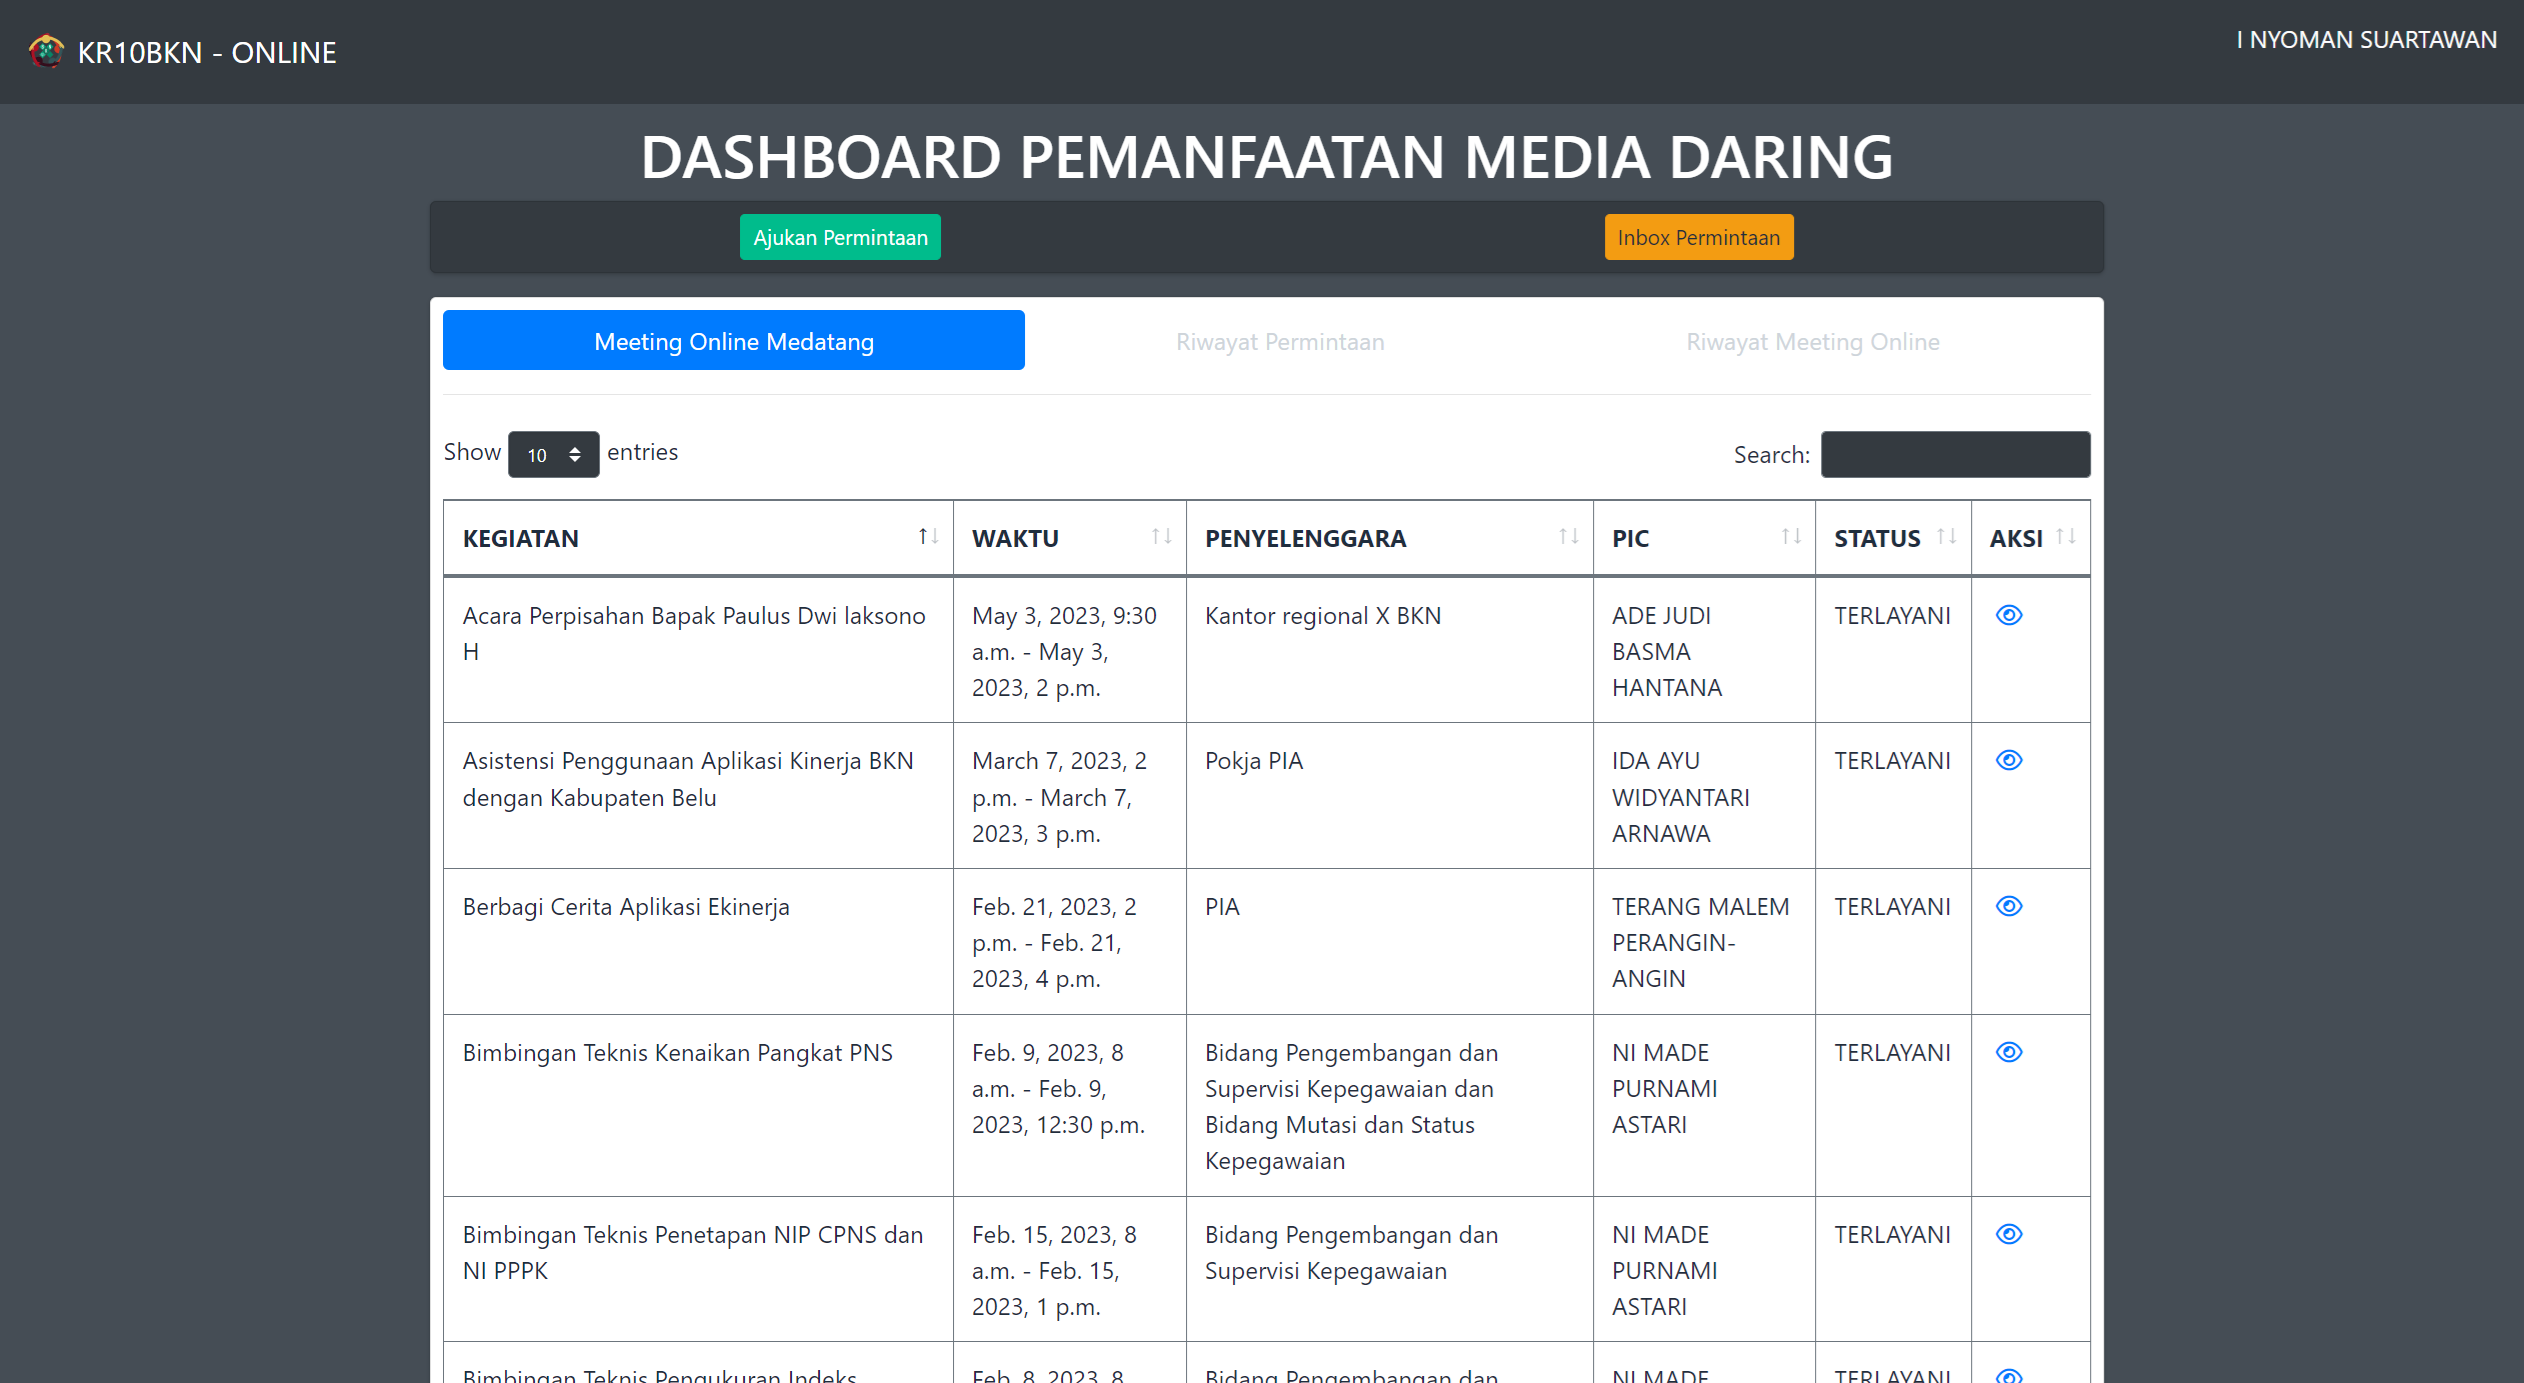 KR10BKN - ONLINE
I NYOMAN SUARTAWAN
DASHBOARD PEMANFAATAN MEDIA DARING
Ajukan Permintaan
Inbox Permintaan
Meeting Online Medatang
Riwayat Permintaan
Riwayat Meeting Online
Show 10 entries
Search:
KEGIATAN
WAKTU
PENYELENGGARA
PIC
STATUS
AKSI
Acara Perpisahan Bapak Paulus Dwi laksono
H
May 3, 2023, 9:30
a.m. - May 3,
2023, 2 p.m.
Kantor regional X BKN
ADE JUDI
BASMA
HANTANA
TERLAYANI
Asistensi Penggunaan Aplikasi Kinerja BKN
dengan Kabupaten Belu
March 7, 2023, 2
p.m. - March 7,
2023, 3 p.m.
Pokja PIA
IDA AYU
WIDYANTARI
ARNAWA
TERLAYANI
Berbagi Cerita Aplikasi Ekinerja
Feb. 21, 2023, 2
p.m. - Feb. 21,
2023, 4 p.m.
PIA
TERANG MALEM
PERANGIN-
ANGIN
TERLAYANI
Bimbingan Teknis Kenaikan Pangkat PNS
Feb. 9, 2023, 8
a.m. - Feb. 9,
2023, 12:30 p.m.
Bidang Pengembangan dan
Supervisi Kepegawaian dan
Bidang Mutasi dan Status
Kepegawaian
NI MADE
PURNAMI
ASTARI
TERLAYANI
Bimbingan Teknis Penetapan NIP CPNS dan
NI PPPK
Feb. 15, 2023, 8
a.m. - Feb. 15,
2023, 1 p.m.
Bidang Pengembangan dan
Supervisi Kepegawaian
NI MADE
PURNAMI
ASTARI
TERLAYANI
Bimbingan Teknis Pengukuran Indeks
Feb. 8, 2023, 8
Bidang Pengembangan dan
NI MADE
TERLAYANI